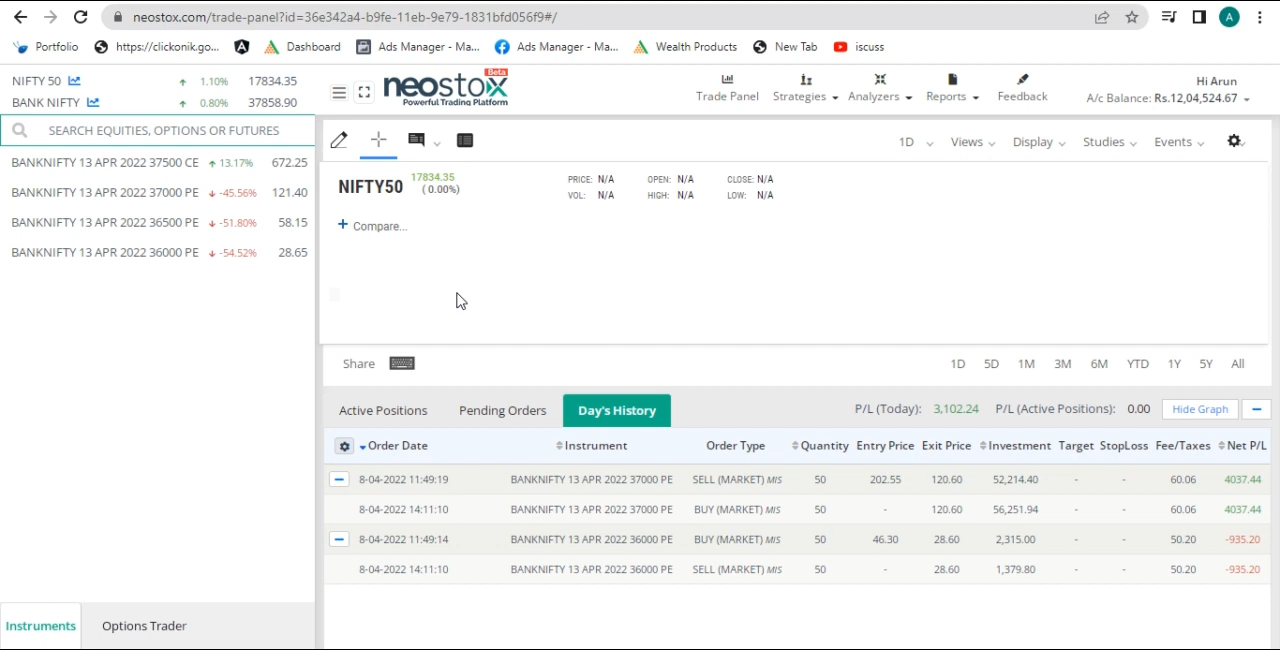 neostox.com/trade-panel?id=36e342a4-b9fe-11eb-9e79-1831bfd056f9#/
A
Portfolio https://clickonik.go... Dashboard Ads Manager - Ma... Ads Manager - Ma... Wealth Products New Tab iscuss
NIFTY 50 1.10% 17834.35
BANK NIFTY 0.80% 37858.90
neostox Beta
Powerful Trading Platform
Trade Panel Strategies Analyzers Reports Feedback
Hi Arun
A/c Balance: Rs.12,04,524.67
SEARCH EQUITIES, OPTIONS OR FUTURES
BANKNIFTY 13 APR 2022 37500 CE 13.17% 672.25
BANKNIFTY 13 APR 2022 37000 PE -45.56% 121.40
BANKNIFTY 13 APR 2022 36500 PE -51.80% 58.15
BANKNIFTY 13 APR 2022 36000 PE -54.52% 28.65
1D Views Display Studies Events
NIFTY50 17834.35
( 0.00%)
PRICE: N/A OPEN: N/A CLOSE: N/A
VOL: N/A HIGH: N/A LOW: N/A
+ Compare...
Share 1D 5D 1M 3M 6M YTD 1Y 5Y All
Active Positions Pending Orders Day's History P/L (Today): 3,102.24 P/L (Active Positions): 0.00 Hide Graph
Order Date Instrument Order Type Quantity Entry Price Exit Price Investment Target StopLoss Fee/Taxes Net P/L
8-04-2022 11:49:19 BANKNIFTY 13 APR 2022 37000 PE SELL (MARKET) MIS 50 202.55 120.60 52,214.40 - - 60.06 4037.44
8-04-2022 14:11:10 BANKNIFTY 13 APR 2022 37000 PE BUY (MARKET) MIS 50 - 120.60 56,251.94 - - 60.06 4037.44
8-04-2022 11:49:14 BANKNIFTY 13 APR 2022 36000 PE BUY (MARKET) MIS 50 46.30 28.60 2,315.00 - - 50.20 -935.20
8-04-2022 14:11:10 BANKNIFTY 13 APR 2022 36000 PE SELL (MARKET) MIS 50 - 28.60 1,379.80 - - 50.20 -935.20
Instruments Options Trader